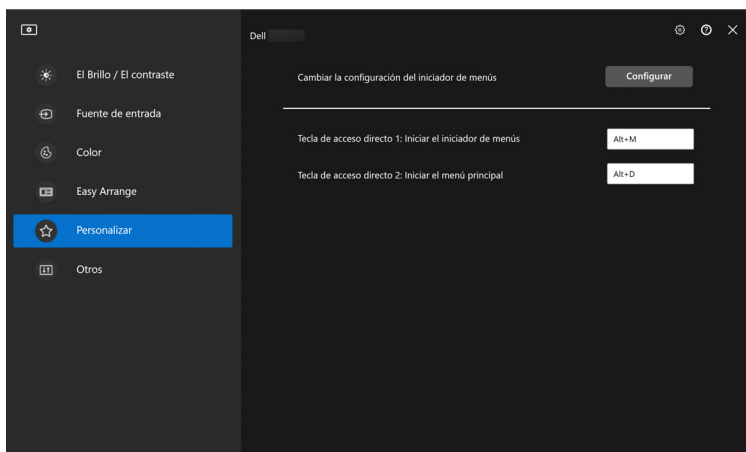 Dell
El Brillo / El contraste
Fuente de entrada
Color
Easy Arrange
Personalizar
Otros
Cambiar la configuración del iniciador de menús
Configurar
Tecla de acceso directo 1: Iniciar el iniciador de menús
Alt+M
Tecla de acceso directo 2: Iniciar el menú principal
Alt+D